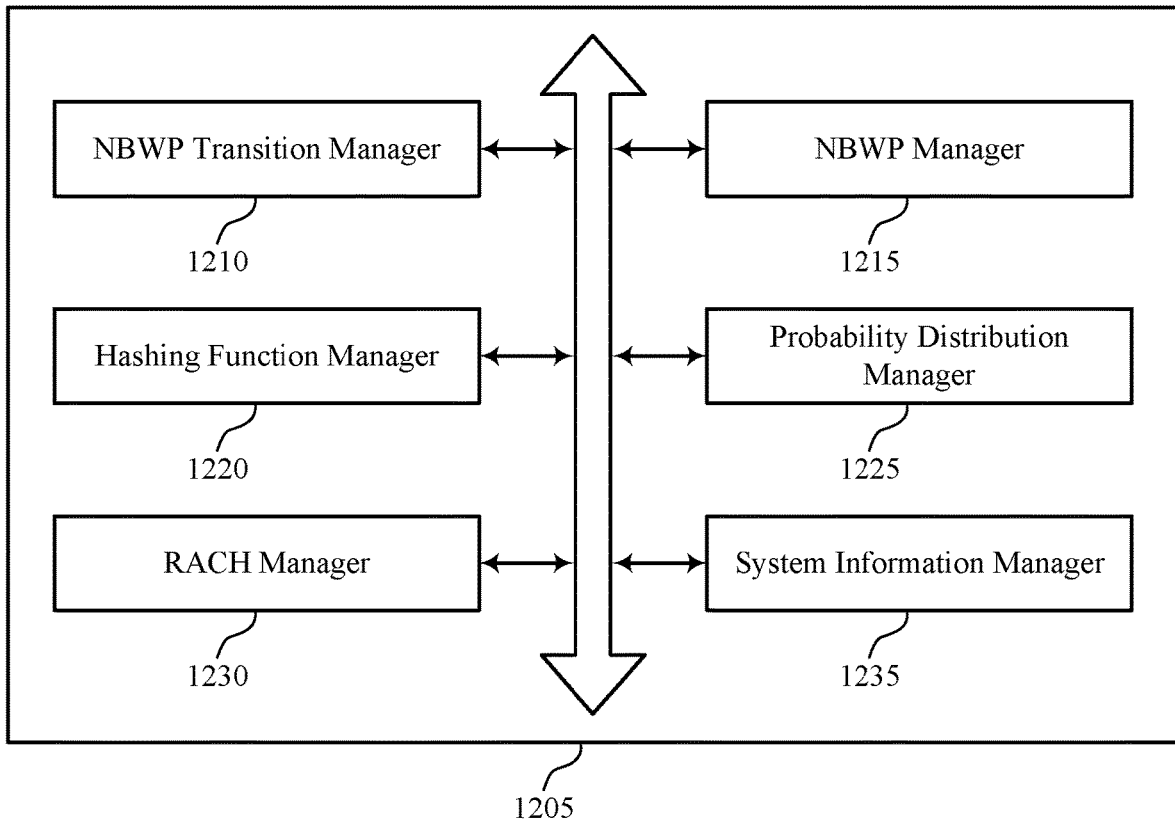 NBWP Transition Manager
NBWP Manager
1210
1215
Hashing Function Manager
Probability Distribution
Manager
1220
1225
RACH Manager
System Information Manager
1230
1235
1205